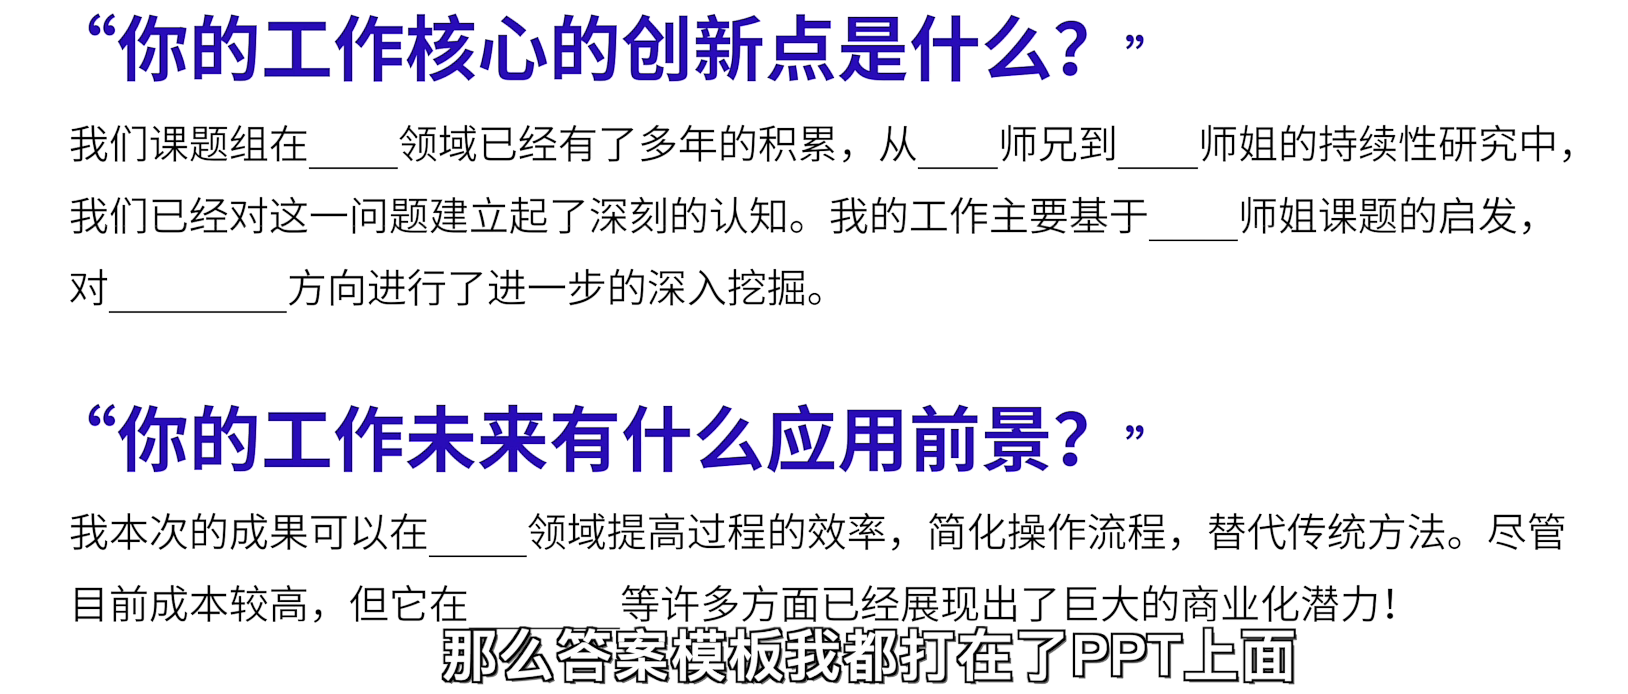 “你的工作核心的创新点是什么？”
我们课题组在____领域已经有了多年的积累，从____师兄到____师姐的持续性研究中，
我们已经对这一问题建立起了深刻的认知。我的工作主要基于____师姐课题的启发，
对________方向进行了进一步的深入挖掘。
“你的工作未来有什么应用前景？”
我本次的成果可以在____领域提高过程的效率，简化操作流程，替代传统方法。尽管
目前成本较高，但它在_______等许多方面已经展现出了巨大的商业化潜力！
那么答案模板我都打在了PPT上面